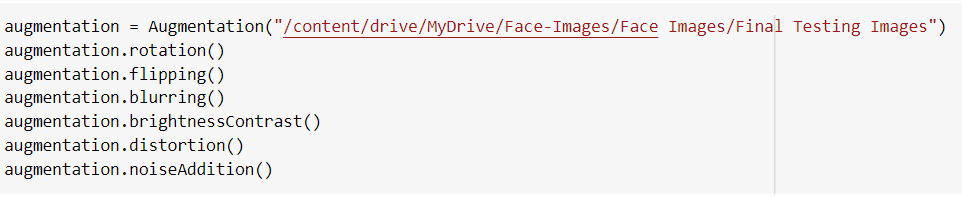 augmentation = Augmentation("/content/drive/MyDrive/Face-Images/Face Images/Final Testing Images")
augmentation.rotation()
augmentation.flipping()
augmentation.blurring()
augmentation.brightnessContrast()
augmentation.distortion()
augmentation.noiseAddition()